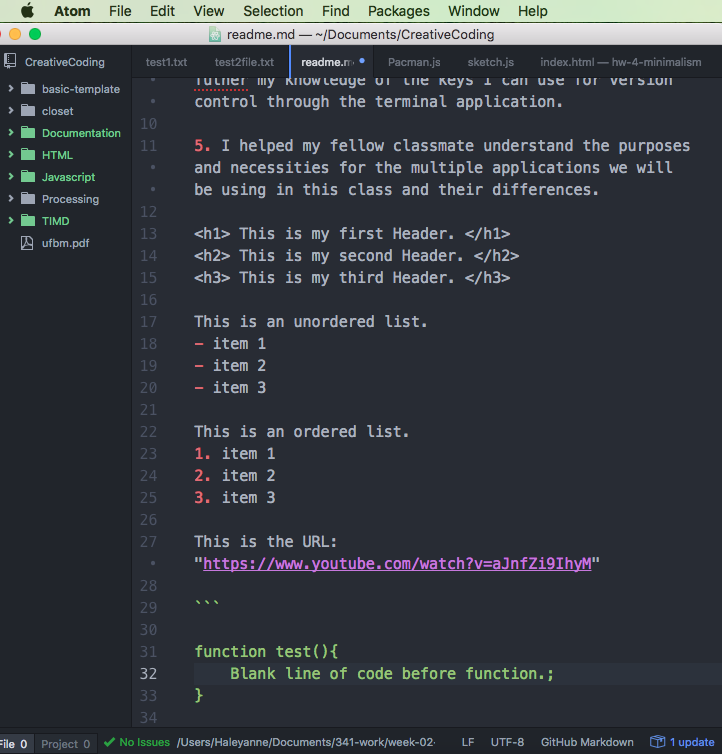 Atom File Edit View Selection Find Packages Window Help
readme.md — ~/Documents/CreativeCoding
CreativeCoding
basic-template
closet
Documentation
HTML
Javascript
Processing
TIMD
ufbm.pdf
test1.txt test2file.txt readme.m Pacman.js sketch.js index.html — hw-4-minimalism
futher my knowledge of the keys I can use for version
• control through the terminal application.
10
11 5. I helped my fellow classmate understand the purposes
• and necessities for the multiple applications we will
• be using in this class and their differences.
12
13 <h1> This is my first Header. </h1>
14 <h2> This is my second Header. </h2>
15 <h3> This is my third Header. </h3>
16
17 This is an unordered list.
18 - item 1
19 - item 2
20 - item 3
21
22 This is an ordered list.
23 1. item 1
24 2. item 2
25 3. item 3
26
27 This is the URL:
• "https://www.youtube.com/watch?v=aJnfZi9IhyM"
28
29 ```
30
31 function test(){
32 Blank line of code before function.;
33 }
34
File 0 Project 0 No Issues /Users/Haleyanne/Documents/341-work/week-02 LF UTF-8 GitHub Markdown 1 update